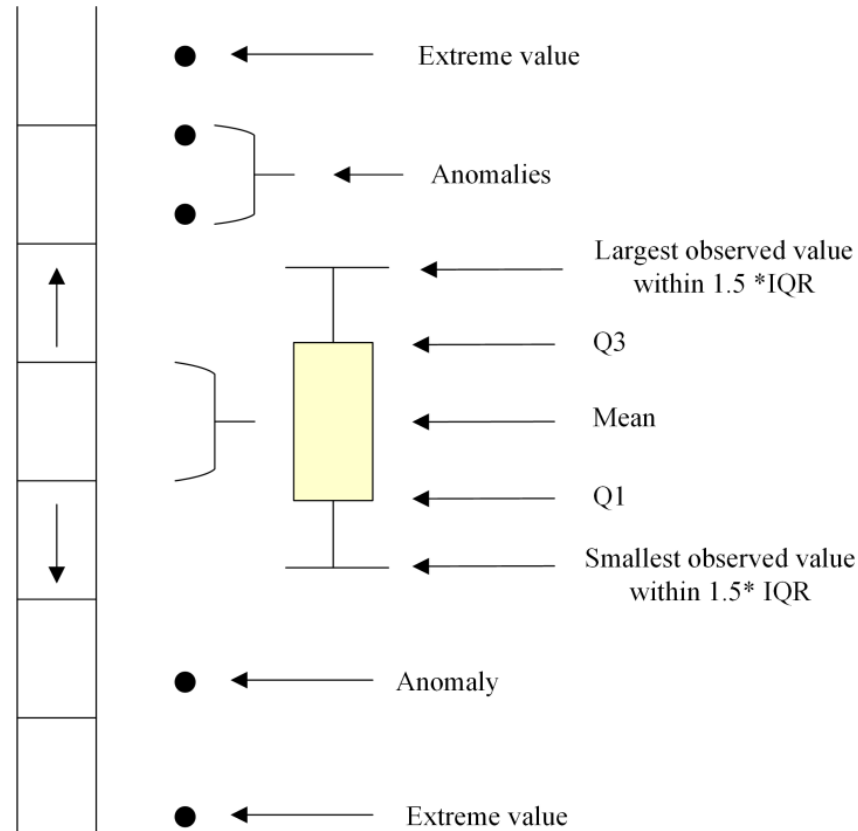 Extreme value
Anomalies
Largest observed value
within 1.5 *IQR
Q3
Mean
Q1
Smallest observed value
within 1.5* IQR
Anomaly
Extreme value